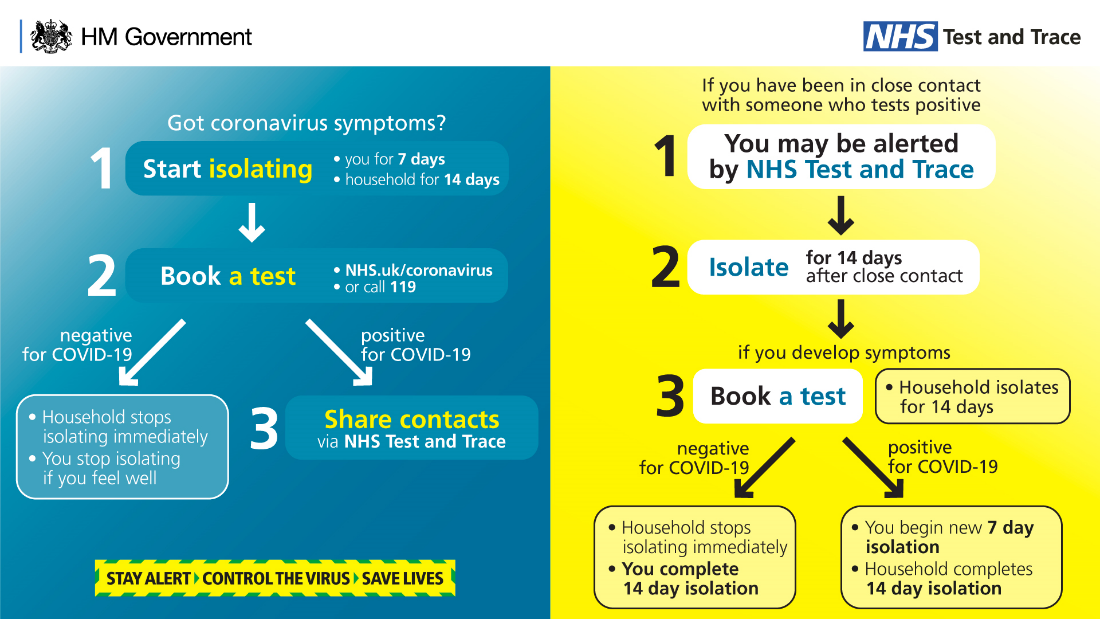 HM Government
NHS Test and Trace
Got coronavirus symptoms?
1
Start isolating
• you for 7 days
• household for 14 days
2
Book a test
• NHS.uk/coronavirus
• or call 119
negative
for COVID-19
positive
for COVID-19
• Household stops
isolating immediately
• You stop isolating
if you feel well
3
Share contacts
via NHS Test and Trace
STAY ALERT CONTROL THE VIRUS SAVE LIVES
If you have been in close contact
with someone who tests positive
1
You may be alerted
by NHS Test and Trace
2
Isolate
for 14 days
after close contact
if you develop symptoms
3
Book a test
• Household isolates
for 14 days
negative
for COVID-19
positive
for COVID-19
• Household stops
isolating immediately
• You complete
14 day isolation
• You begin new 7 day
isolation
• Household completes
14 day isolation